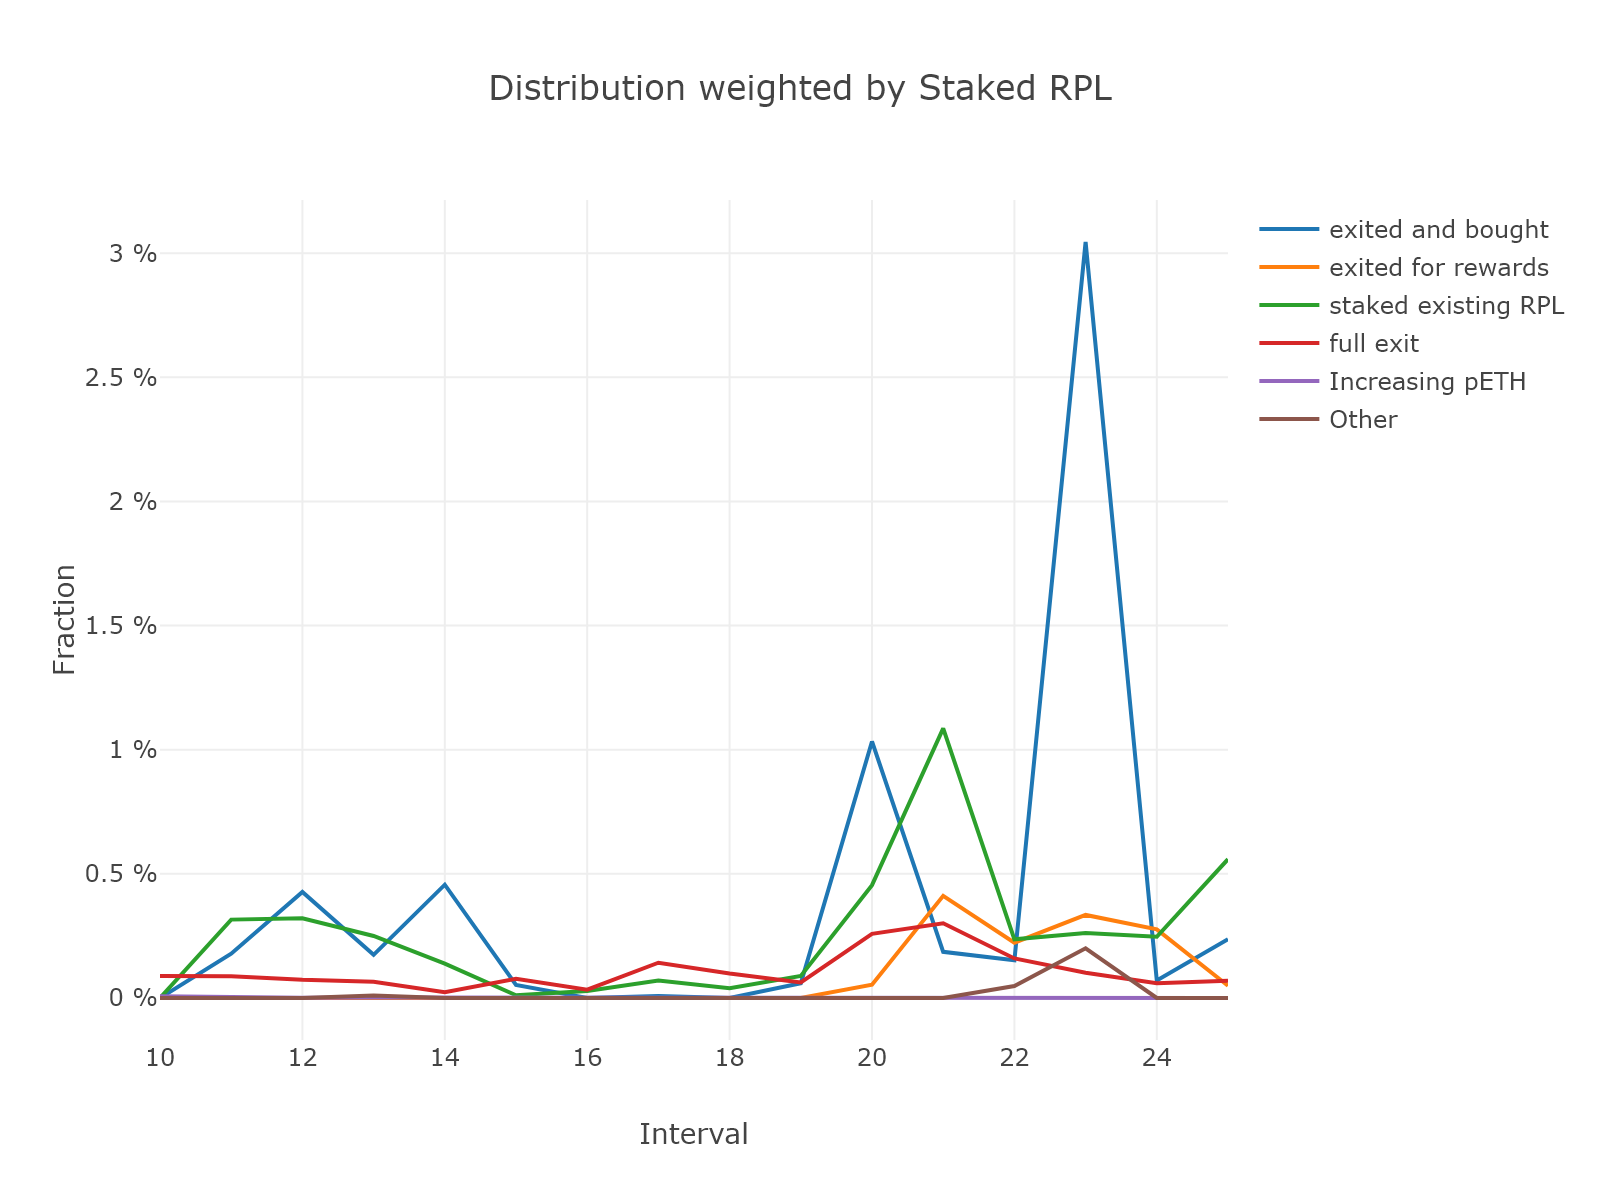 Distribution weighted by Staked RPL
3 %
2.5 %
2 %
1.5 %
1 %
0.5 %
0 %
Fraction
10 12 14 16 18 20 22 24
Interval
exited and bought
exited for rewards
staked existing RPL
full exit
Increasing pETH
Other